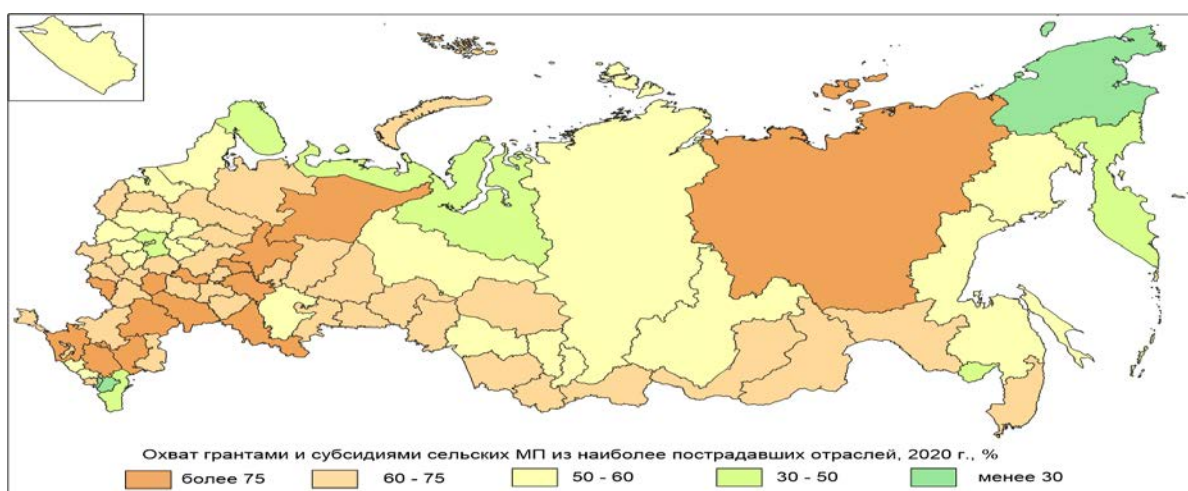 Охват грантами и субсидиями сельских МП из наиболее пострадавших отраслей, 2020 г., %
более 75 60 - 75 50 - 60 30 - 50 менее 30